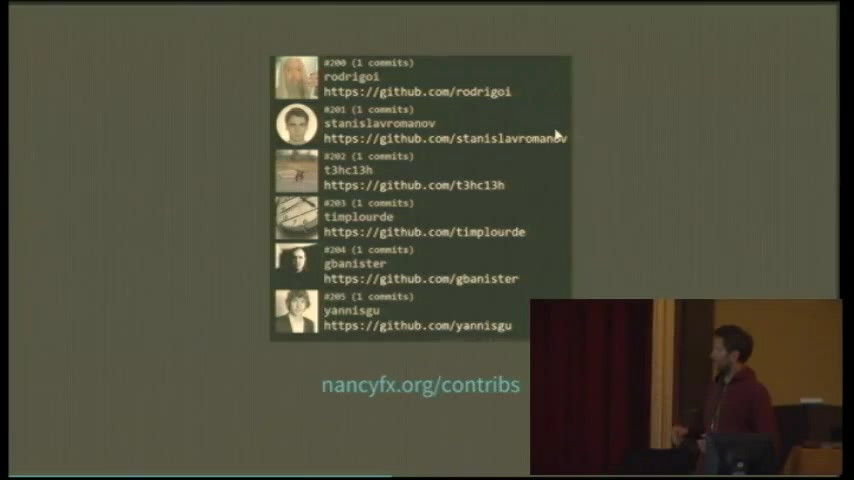 #200 (1 commits)
rodrigoi
https://github.com/rodrigoi
#201 (1 commits)
stanislavromanov
https://github.com/stanislavromanov
#202 (1 commits)
t3hc13h
https://github.com/t3hc13h
#203 (1 commits)
timplourde
https://github.com/timplourde
#204 (1 commits)
gbanister
https://github.com/gbanister
#205 (1 commits)
yannisgu
https://github.com/yannisgu
nancyfx.org/contribs